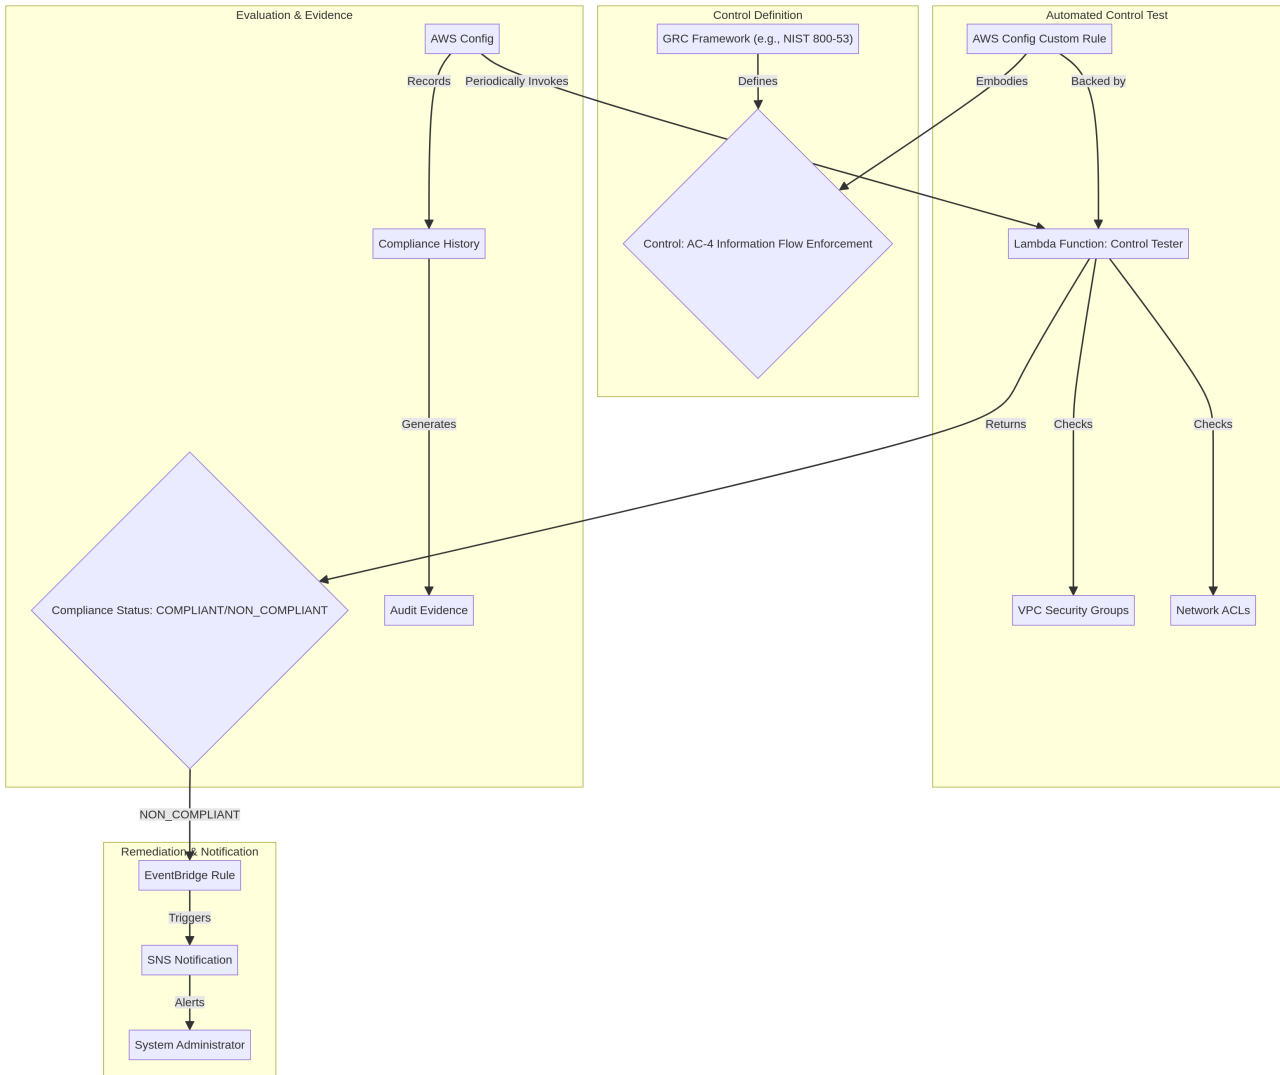 Evaluation & Evidence
Control Definition
Automated Control Test
AWS Config
GRC Framework (e.g., NIST 800-53)
AWS Config Custom Rule
Records
Periodically Invokes
Defines
Embodies
Backed by
Compliance History
Control: AC-4 Information Flow Enforcement
Lambda Function: Control Tester
Generates
Returns
Checks
Checks
Compliance Status: COMPLIANT/NON_COMPLIANT
Audit Evidence
VPC Security Groups
Network ACLs
NON_COMPLIANT
Remediation & Notification
EventBridge Rule
Triggers
SNS Notification
Alerts
System Administrator